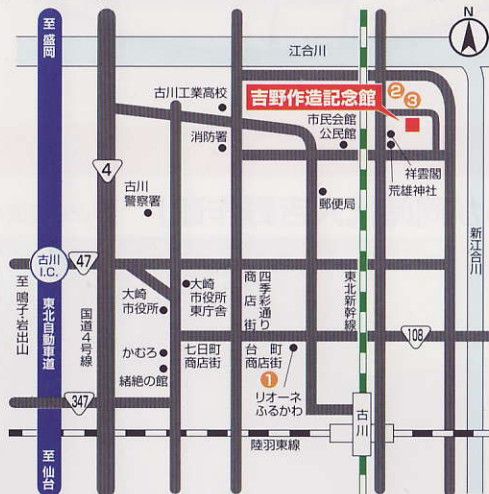 至盛岡
N
江合川
古川工業高校
吉野作造記念館
②
③
市民会館
公民館
消防署
4
祥雲閣
荒雄神社
古川
警察署
郵便局
新江合川
古川
I.C.
47
至鳴子・岩出山
東北自動車道
国道4号線
大崎
市役所
大崎
市役所
東庁舎
四季彩通り
商店街
東北新幹線
108
かむろ
緒絶の館
七日町
商店街
台町
商店街
①
リオーネ
ふるかわ
347
古川
陸羽東線
至仙台